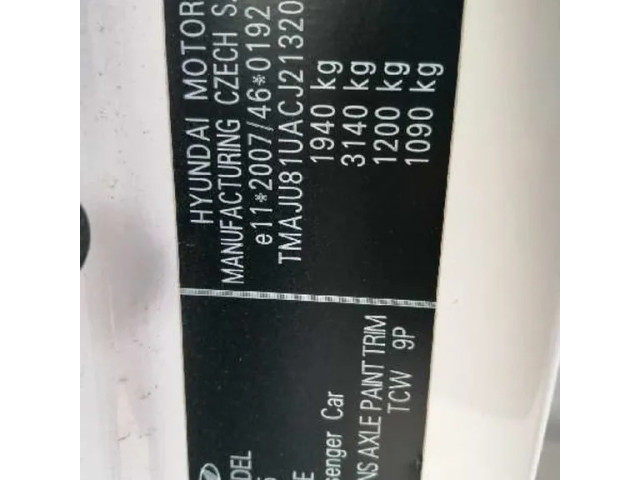 HYUNDAI MOTOR
MANUFACTURING CZECH S.
e11*2007/46*0192
TMAJU81UACJ21320
1940 kg
3140 kg
1200 kg
1090 kg
DEL
E
senger Car
NS AXLE PAINT TRIM
TCW 9P